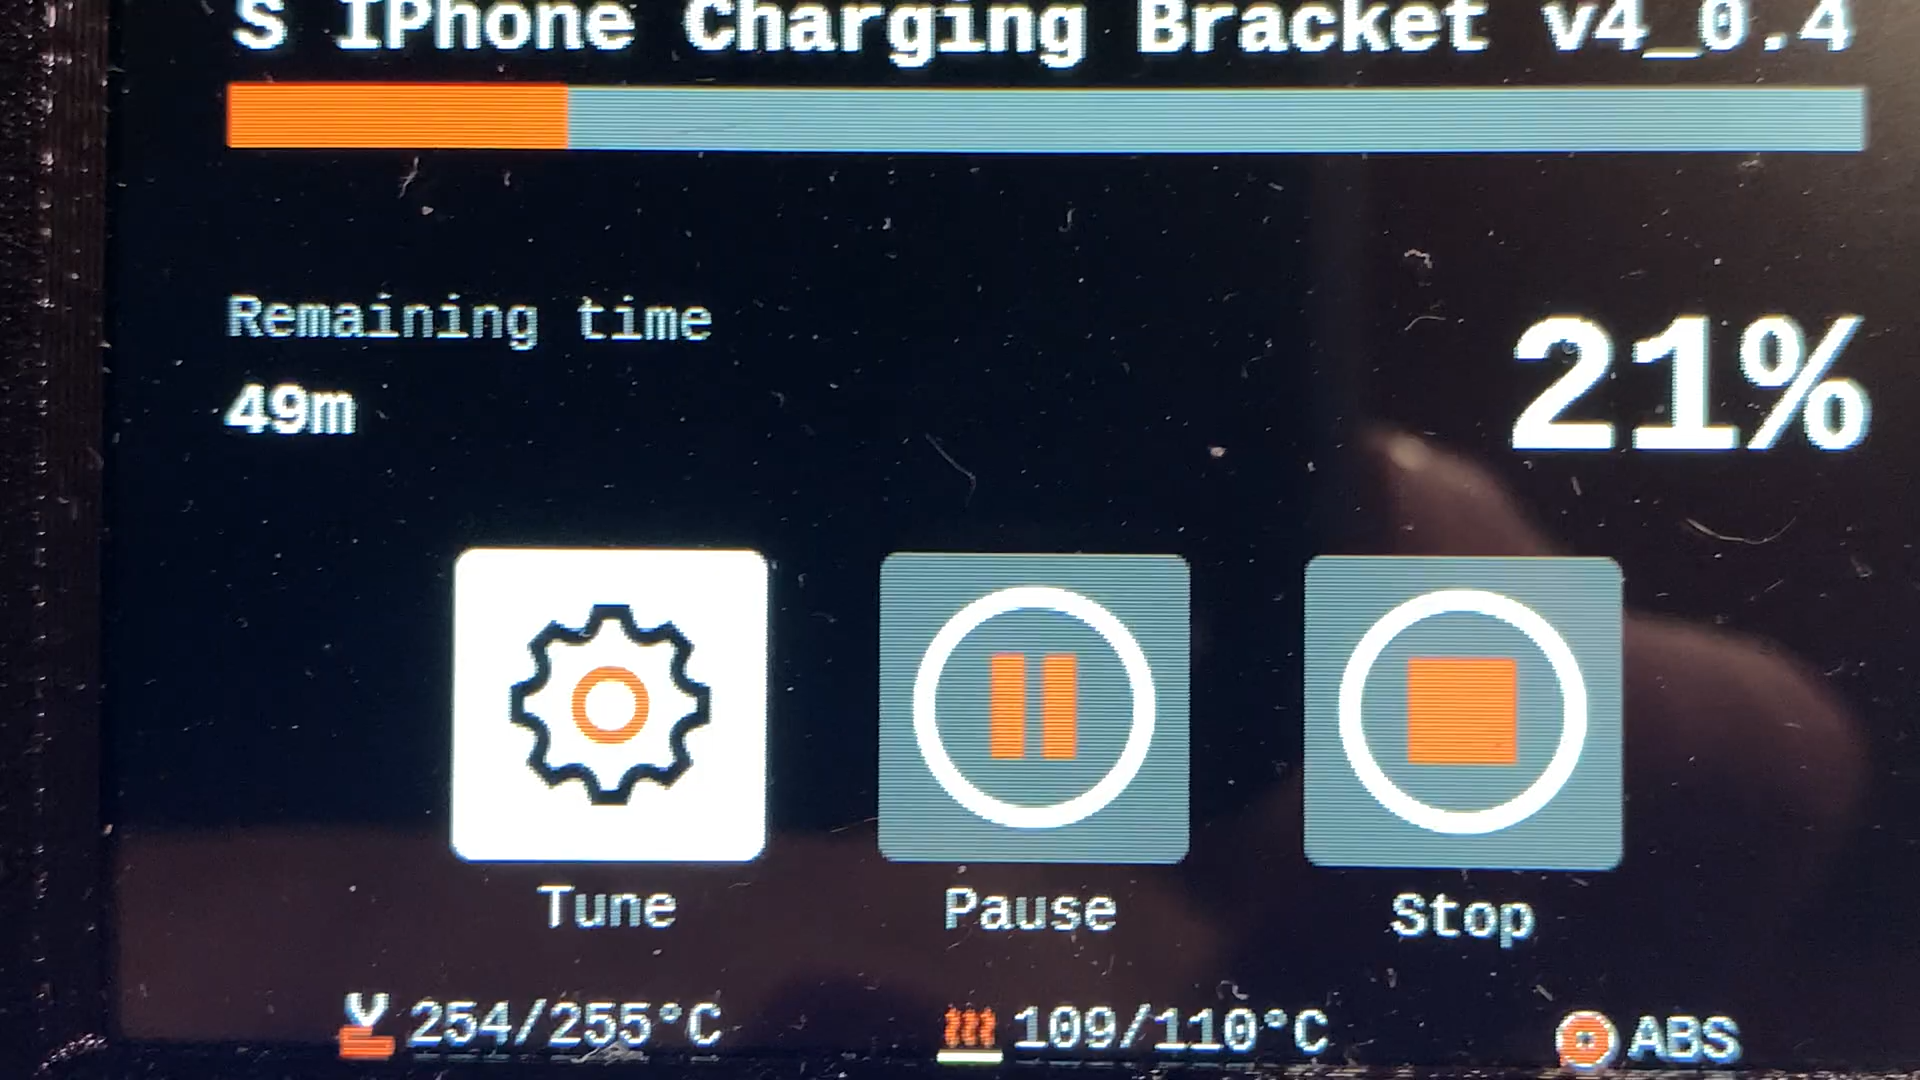 S IPhone Charging Bracket v4_0.4
Remaining time
21%
49m
Tune Pause Stop
254/255°C 109/110°C ABS